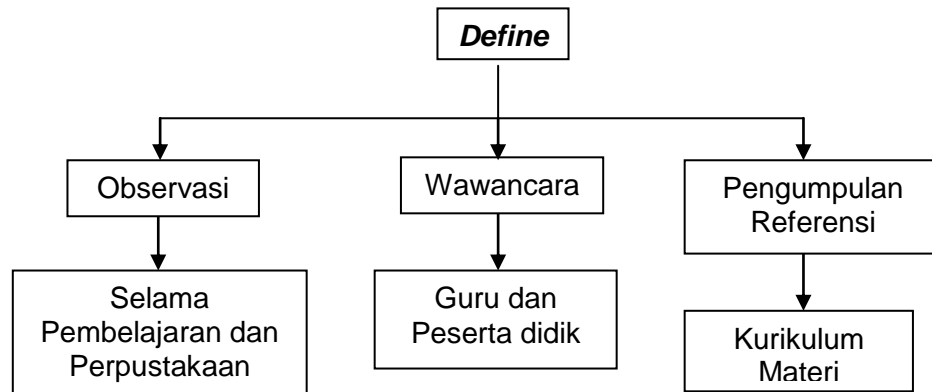 Define
Observasi
Wawancara
Pengumpulan
Referensi
Selama
Pembelajaran dan
Perpustakaan
Guru dan
Peserta didik
Kurikulum
Materi